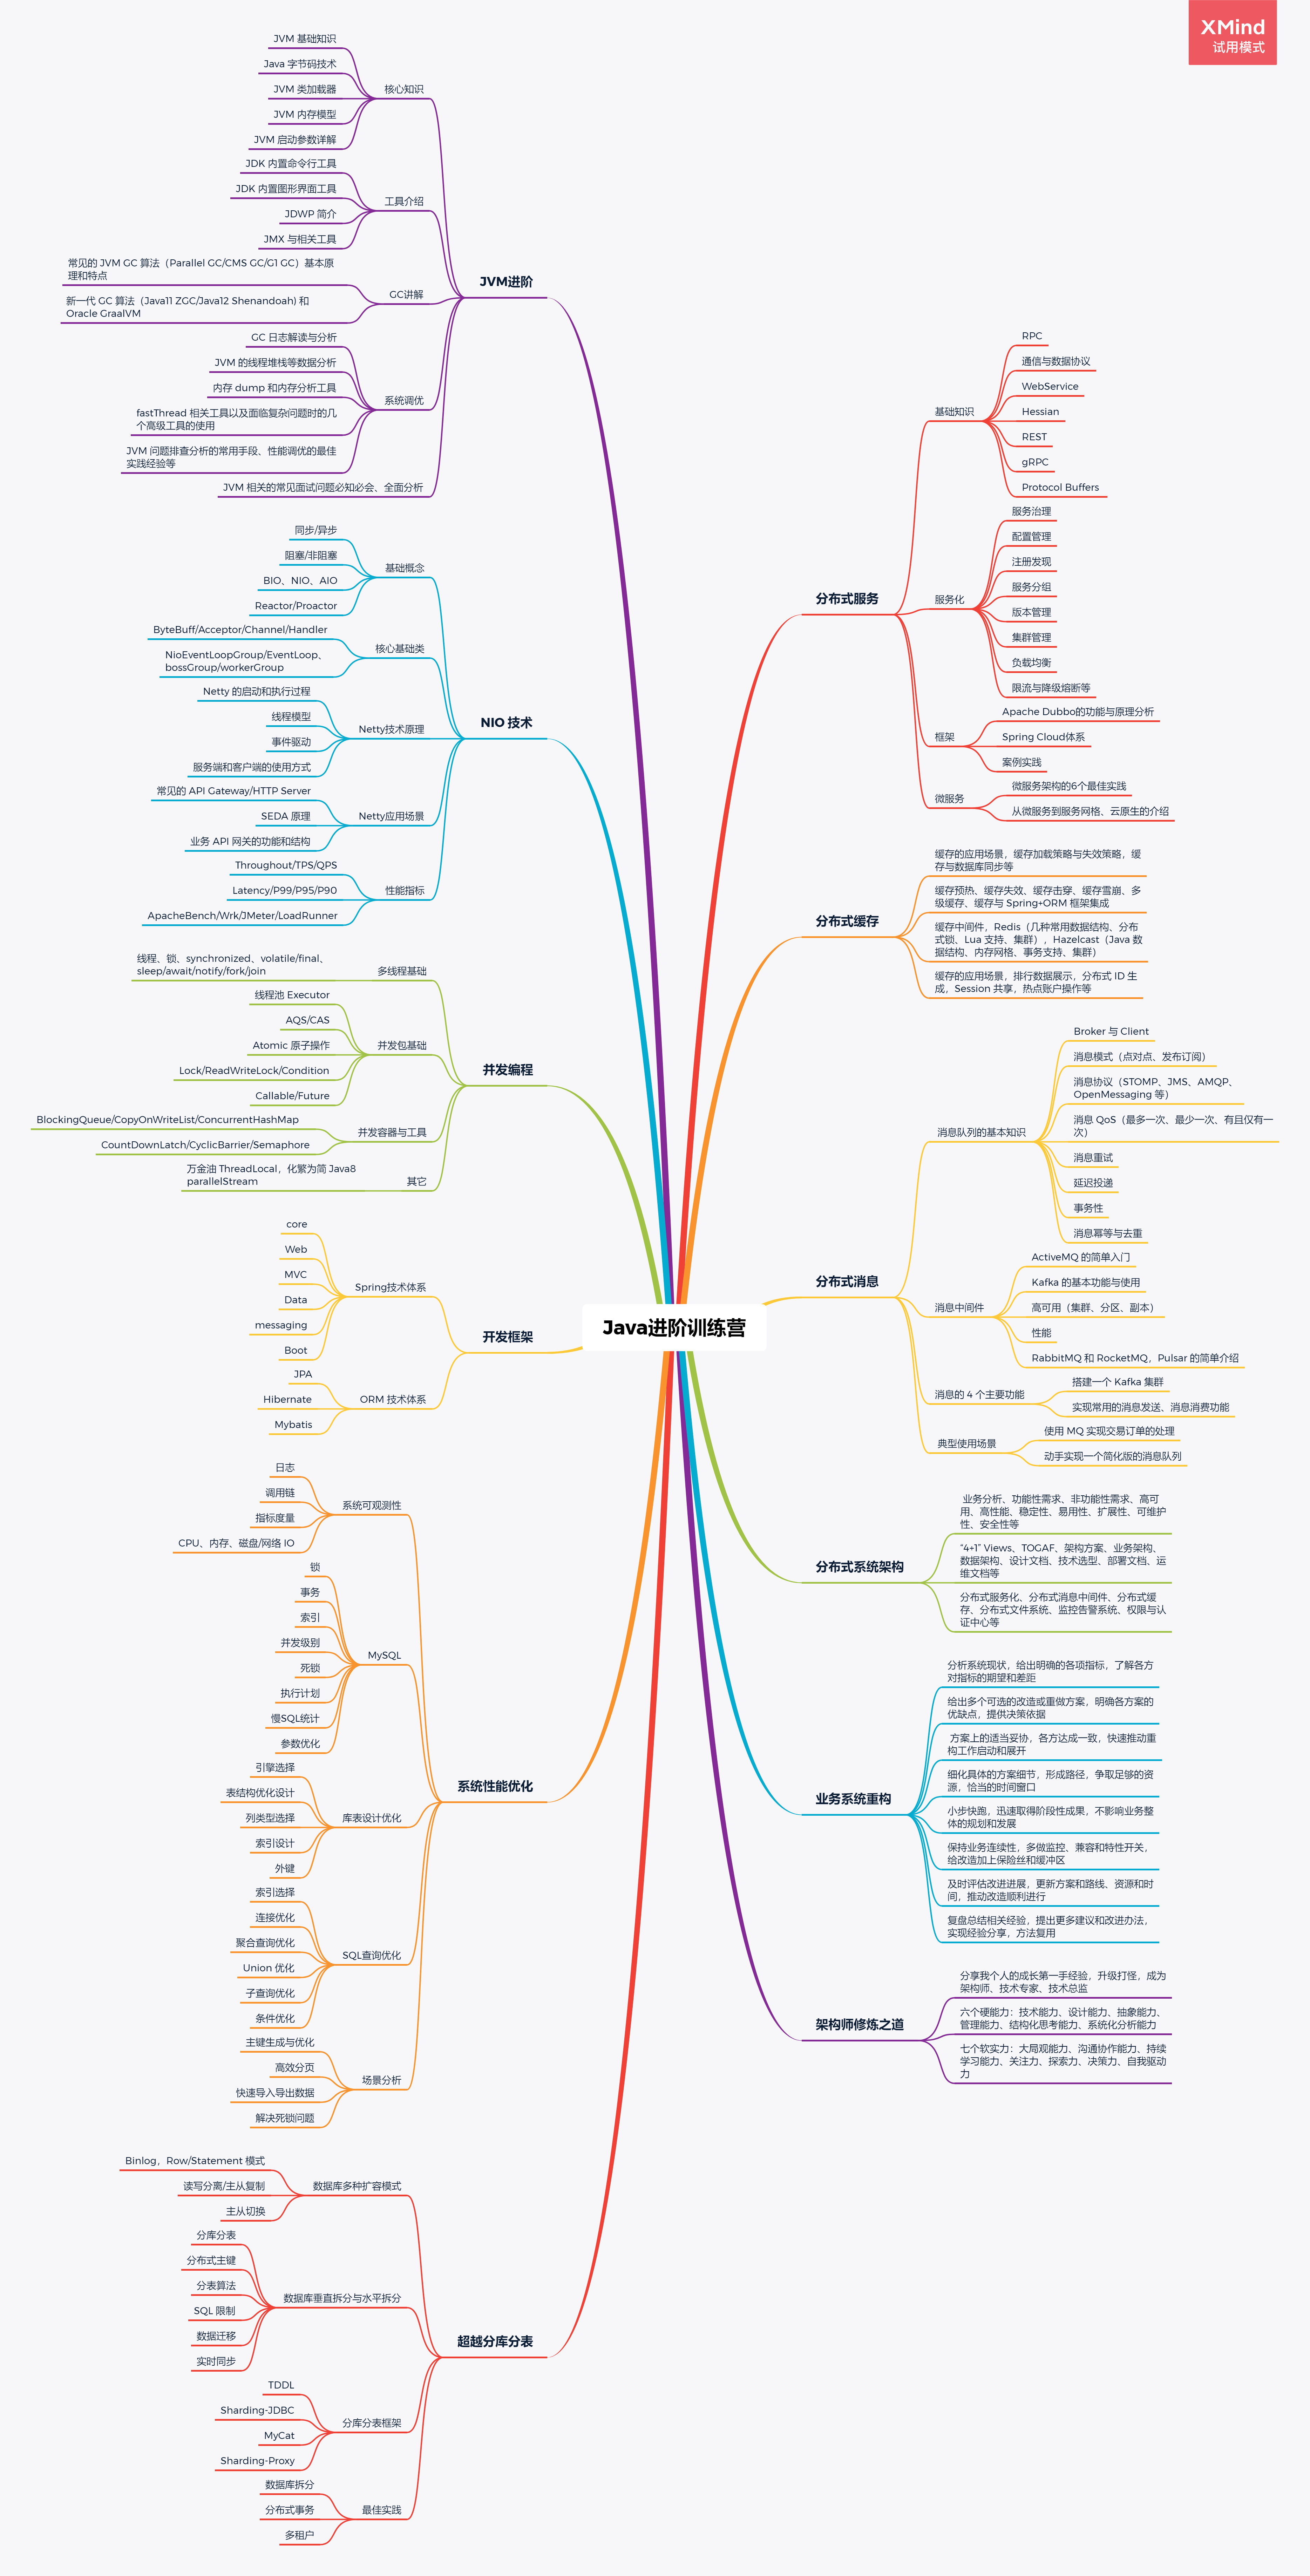 XMind
试用模式
Java进阶训练营
JVM进阶
核心知识
JVM 基础知识
Java 字节码技术
JVM 类加载器
JVM 内存模型
JVM 启动参数详解
工具介绍
JDK 内置命令行工具
JDK 内置图形界面工具
JDWP 简介
JMX 与相关工具
GC讲解
常见的 JVM GC 算法（Parallel GC/CMS GC/G1 GC）基本原
理和特点
新一代 GC 算法（Java11 ZGC/Java12 Shenandoah) 和
Oracle GraalVM
系统调优
GC 日志解读与分析
JVM 的线程堆栈等数据分析
内存 dump 和内存分析工具
fastThread 相关工具以及面临复杂问题时的几
个高级工具的使用
JVM 问题排查分析的常用手段、性能调优的最佳
实践经验等
JVM 相关的常见面试问题必知必会、全面分析
NIO 技术
基础概念
同步/异步
阻塞/非阻塞
BIO、NIO、AIO
Reactor/Proactor
核心基础类
ByteBuff/Acceptor/Channel/Handler
NioEventLoopGroup/EventLoop、
bossGroup/workerGroup
Netty技术原理
Netty 的启动和执行过程
线程模型
事件驱动
服务端和客户端的使用方式
Netty应用场景
常见的 API Gateway/HTTP Server
SEDA 原理
业务 API 网关的功能和结构
性能指标
Throughout/TPS/QPS
Latency/P99/P95/P90
ApacheBench/Wrk/JMeter/LoadRunner
并发编程
多线程基础
线程、锁、synchronized、volatile/final、
sleep/await/notify/fork/join
并发包基础
线程池 Executor
AQS/CAS
Atomic 原子操作
Lock/ReadWriteLock/Condition
Callable/Future
并发容器与工具
BlockingQueue/CopyOnWriteList/ConcurrentHashMap
CountDownLatch/CyclicBarrier/Semaphore
其它
万金油 ThreadLocal，化繁为简 Java8
parallelStream
开发框架
Spring技术体系
core
Web
MVC
Data
messaging
Boot
ORM 技术体系
JPA
Hibernate
Mybatis
系统性能优化
系统可观测性
日志
调用链
指标度量
CPU、内存、磁盘/网络 IO
MySQL
锁
事务
索引
并发级别
死锁
执行计划
慢SQL统计
参数优化
库表设计优化
引擎选择
表结构优化设计
列类型选择
索引设计
外键
SQL查询优化
索引选择
连接优化
聚合查询优化
Union 优化
子查询优化
条件优化
场景分析
主键生成与优化
高效分页
快速导入导出数据
解决死锁问题
超越分库分表
数据库多种扩容模式
Binlog，Row/Statement 模式
读写分离/主从复制
主从切换
数据库垂直拆分与水平拆分
分库分表
分布式主键
分表算法
SQL 限制
数据迁移
实时同步
分库分表框架
TDDL
Sharding-JDBC
MyCat
Sharding-Proxy
最佳实践
数据库拆分
分布式事务
多租户
分布式服务
基础知识
RPC
通信与数据协议
WebService
Hessian
REST
gRPC
Protocol Buffers
服务化
服务治理
配置管理
注册发现
服务分组
版本管理
集群管理
负载均衡
限流与降级熔断等
框架
Apache Dubbo的功能与原理分析
Spring Cloud体系
案例实践
微服务
微服务架构的6个最佳实践
从微服务到服务网格、云原生的介绍
分布式缓存
缓存的应用场景，缓存加载策略与失效策略，缓
存与数据库同步等
缓存预热、缓存失效、缓存击穿、缓存雪崩、多
级缓存、缓存与 Spring+ORM 框架集成
缓存中间件，Redis（几种常用数据结构、分布
式锁、Lua 支持、集群），Hazelcast（Java 数
据结构、内存网格、事务支持、集群）
缓存的应用场景，排行数据展示，分布式 ID 生
成，Session 共享，热点账户操作等
分布式消息
消息队列的基本知识
Broker 与 Client
消息模式（点对点、发布订阅）
消息协议（STOMP、JMS、AMQP、
OpenMessaging 等）
消息 QoS（最多一次、最少一次、有且仅有一
次）
消息重试
延迟投递
事务性
消息幂等与去重
消息中间件
ActiveMQ 的简单入门
Kafka 的基本功能与使用
高可用（集群、分区、副本）
性能
RabbitMQ 和 RocketMQ，Pulsar 的简单介绍
消息的 4 个主要功能
搭建一个 Kafka 集群
实现常用的消息发送、消息消费功能
典型使用场景
使用 MQ 实现交易订单的处理
动手实现一个简化版的消息队列
分布式系统架构
业务分析、功能性需求、非功能性需求、高可
用、高性能、稳定性、易用性、扩展性、可维护
性、安全性等
“4+1” Views、TOGAF、架构方案、业务架构、
数据架构、设计文档、技术选型、部署文档、运
维文档等
分布式服务化、分布式消息中间件、分布式缓
存、分布式文件系统、监控告警系统、权限与认
证中心等
业务系统重构
分析系统现状，给出明确的各项指标，了解各方
对指标的期望和差距
给出多个可选的改造或重做方案，明确各方案的
优缺点，提供决策依据
方案上的适当妥协，各方达成一致，快速推动重
构工作启动和展开
细化具体的方案细节，形成路径，争取足够的资
源，恰当的时间窗口
小步快跑，迅速取得阶段性成果，不影响业务整
体的规划和发展
保持业务连续性，多做监控、兼容和特性开关，
给改造加上保险丝和缓冲区
及时评估改进进展，更新方案和路线、资源和时
间，推动改造顺利进行
复盘总结相关经验，提出更多建议和改进办法，
实现经验分享，方法复用
架构师修炼之道
分享我个人的成长第一手经验，升级打怪，成为
架构师、技术专家、技术总监
六个硬能力：技术能力、设计能力、抽象能力、
管理能力、结构化思考能力、系统化分析能力
七个软实力：大局观能力、沟通协作能力、持续
学习能力、关注力、探索力、决策力、自我驱动
力